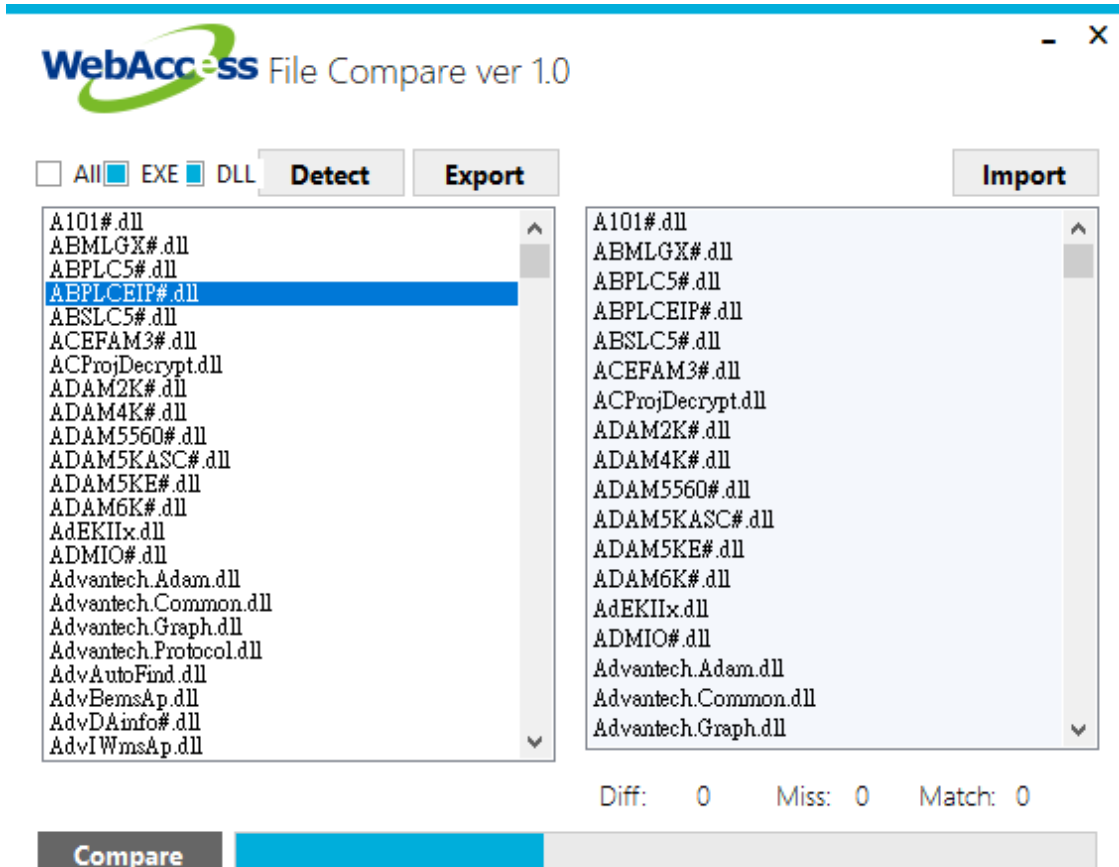 WebAccess File Compare ver 1.0
All EXE DLL Detect Export Import
A101#.dll
ABMLGX#.dll
ABPLC5#.dll
ABPLCEIP#.dll
ABSLC5#.dll
ACEFAM3#.dll
ACProjDecrypt.dll
ADAM2K#.dll
ADAM4K#.dll
ADAM5560#.dll
ADAM5KASC#.dll
ADAM5KE#.dll
ADAM6K#.dll
AdEKIIx.dll
ADMIO#.dll
Advantech.Adam.dll
Advantech.Common.dll
Advantech.Graph.dll
Advantech.Protocol.dll
AdvAutoFind.dll
AdvBemsAp.dll
AdvDAinfo#.dll
AdvIWmsAp.dll
A101#.dll
ABMLGX#.dll
ABPLC5#.dll
ABPLCEIP#.dll
ABSLC5#.dll
ACEFAM3#.dll
ACProjDecrypt.dll
ADAM2K#.dll
ADAM4K#.dll
ADAM5560#.dll
ADAM5KASC#.dll
ADAM5KE#.dll
ADAM6K#.dll
AdEKIIx.dll
ADMIO#.dll
Advantech.Adam.dll
Advantech.Common.dll
Advantech.Graph.dll
Diff: 0 Miss: 0 Match: 0
Compare